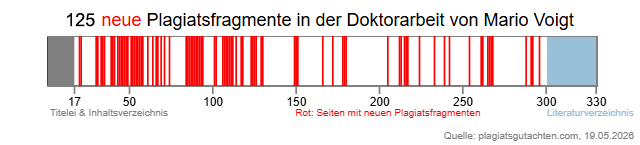 125 neue Plagiatsfragmente in der Doktorarbeit von Mario Voigt
17 50 100 150 200 250 300 330
Titelei & Inhaltsverzeichnis Rot: Seiten mit neuen Plagiatsfragmenten Literaturverzeichnis
Quelle: plagiatsgutachten.com, 19.05.2026